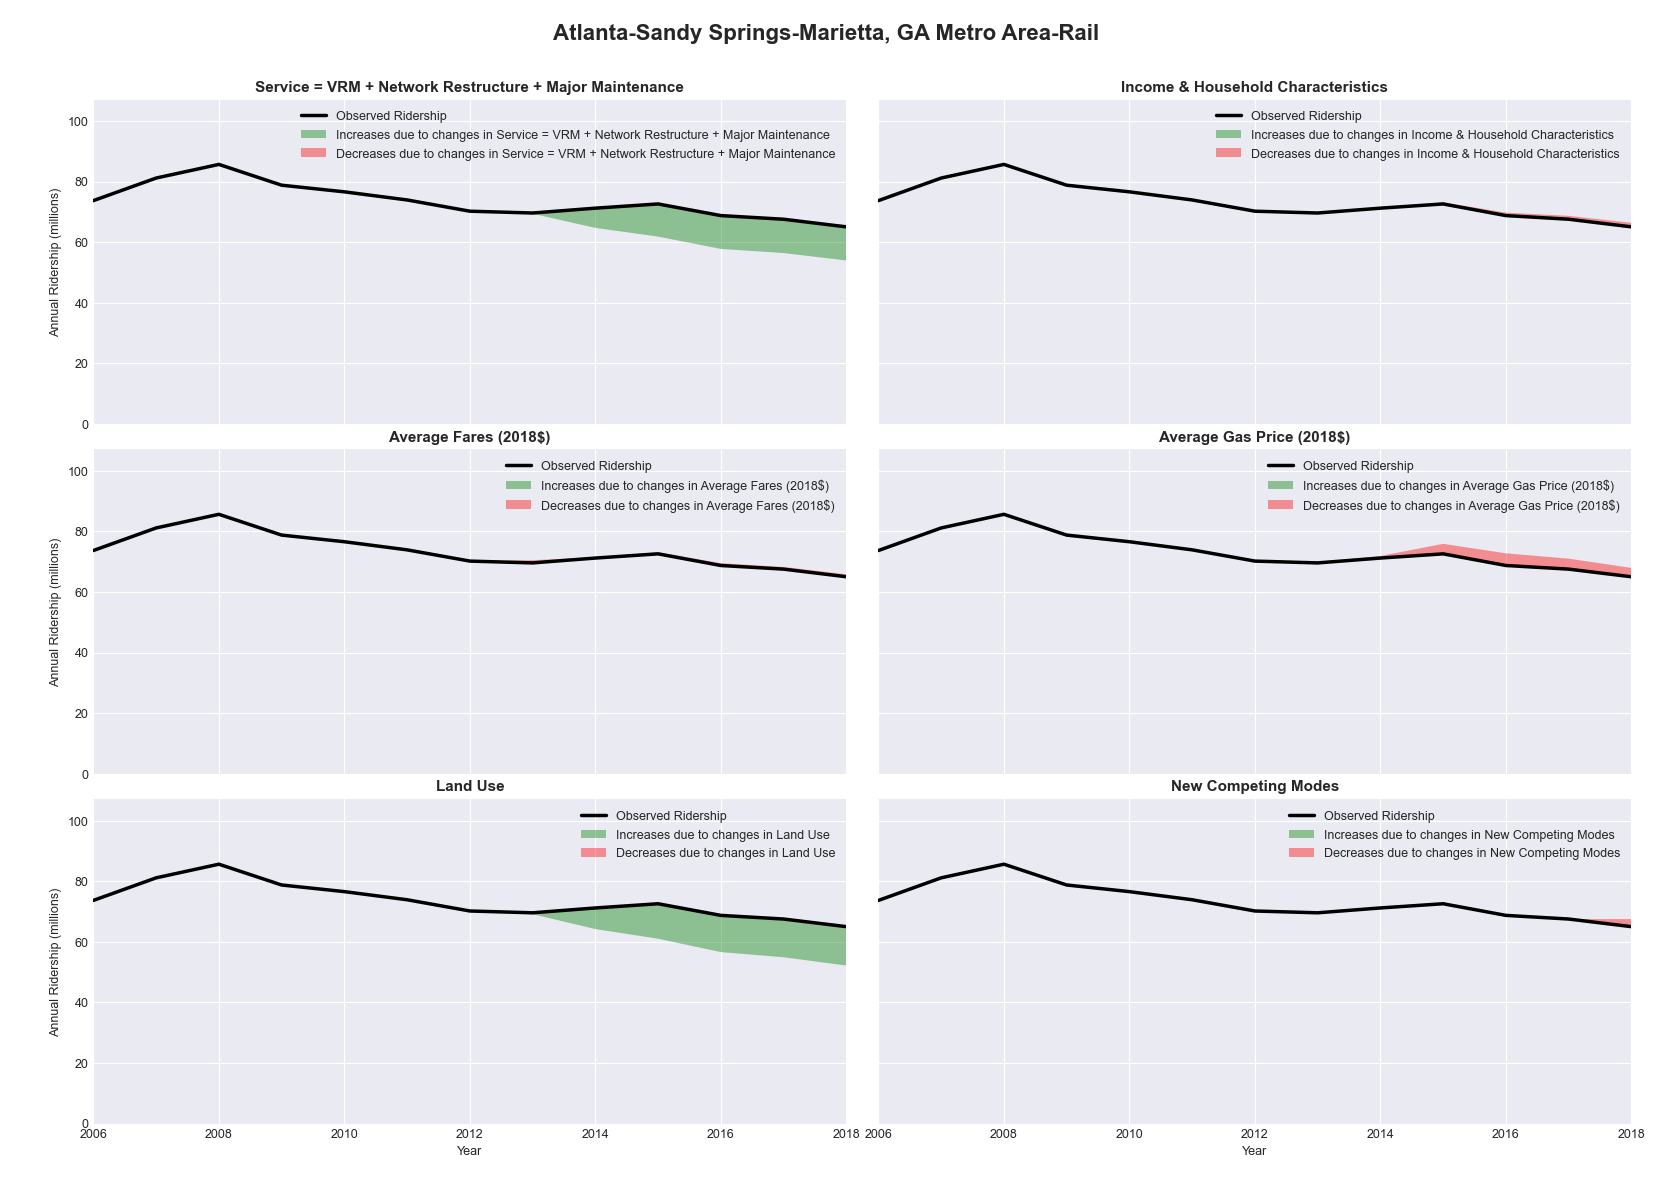 Atlanta-Sandy Springs-Marietta, GA Metro Area-Rail
Service = VRM + Network Restructure + Major Maintenance
Observed Ridership
Increases due to changes in Service = VRM + Network Restructure + Major Maintenance
Decreases due to changes in Service = VRM + Network Restructure + Major Maintenance
Annual Ridership (millions)
100
80
60
40
20
0
Income & Household Characteristics
Observed Ridership
Increases due to changes in Income & Household Characteristics
Decreases due to changes in Income & Household Characteristics
Average Fares (2018$)
Observed Ridership
Increases due to changes in Average Fares (2018$)
Decreases due to changes in Average Fares (2018$)
Annual Ridership (millions)
100
80
60
40
20
0
Average Gas Price (2018$)
Observed Ridership
Increases due to changes in Average Gas Price (2018$)
Decreases due to changes in Average Gas Price (2018$)
Land Use
Observed Ridership
Increases due to changes in Land Use
Decreases due to changes in Land Use
Annual Ridership (millions)
100
80
60
40
20
0
2006 2008 2010 2012 2014 2016 2018
Year
New Competing Modes
Observed Ridership
Increases due to changes in New Competing Modes
Decreases due to changes in New Competing Modes
2006 2008 2010 2012 2014 2016 2018
Year